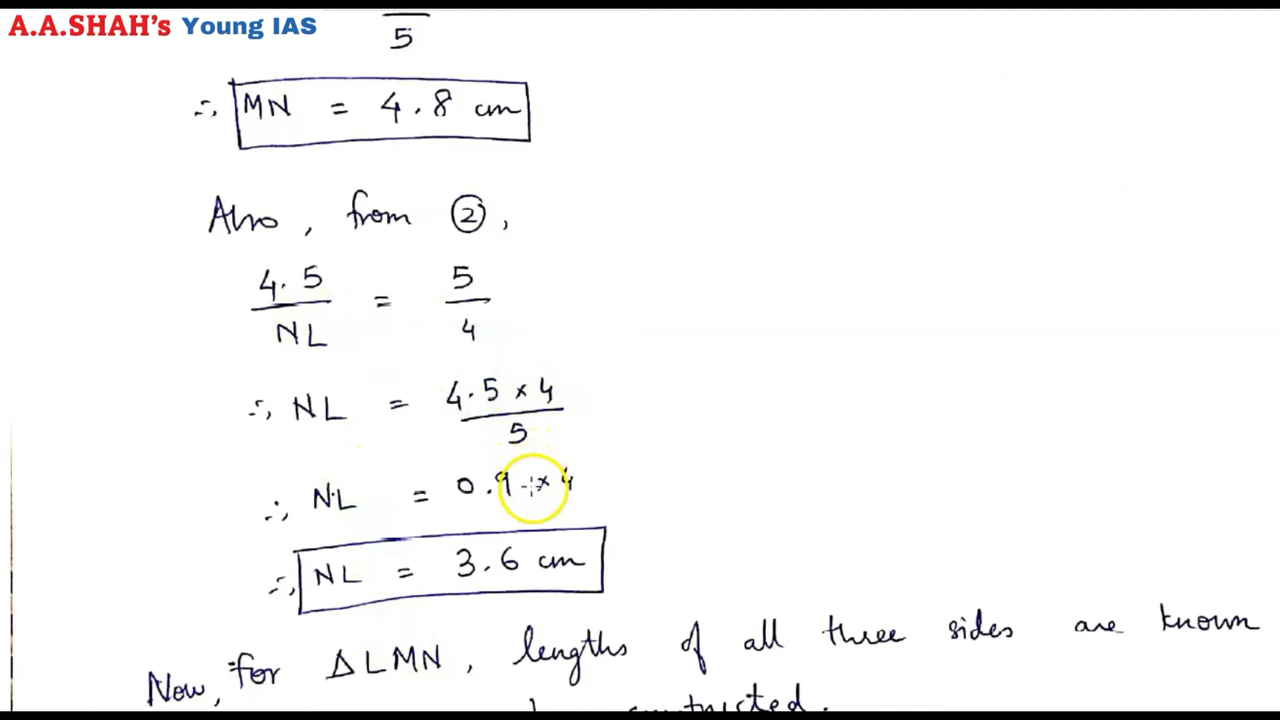 A.A.SHAH's Young IAS
5
∴ MN = 4.8 cm
Also, from ②,
4.5 / NL = 5 / 4
∴ NL = 4.5 × 4 / 5
∴ NL = 0.9 × 4
∴ NL = 3.6 cm
Now, for ΔLMN, lengths of all three sides are known
constructed.